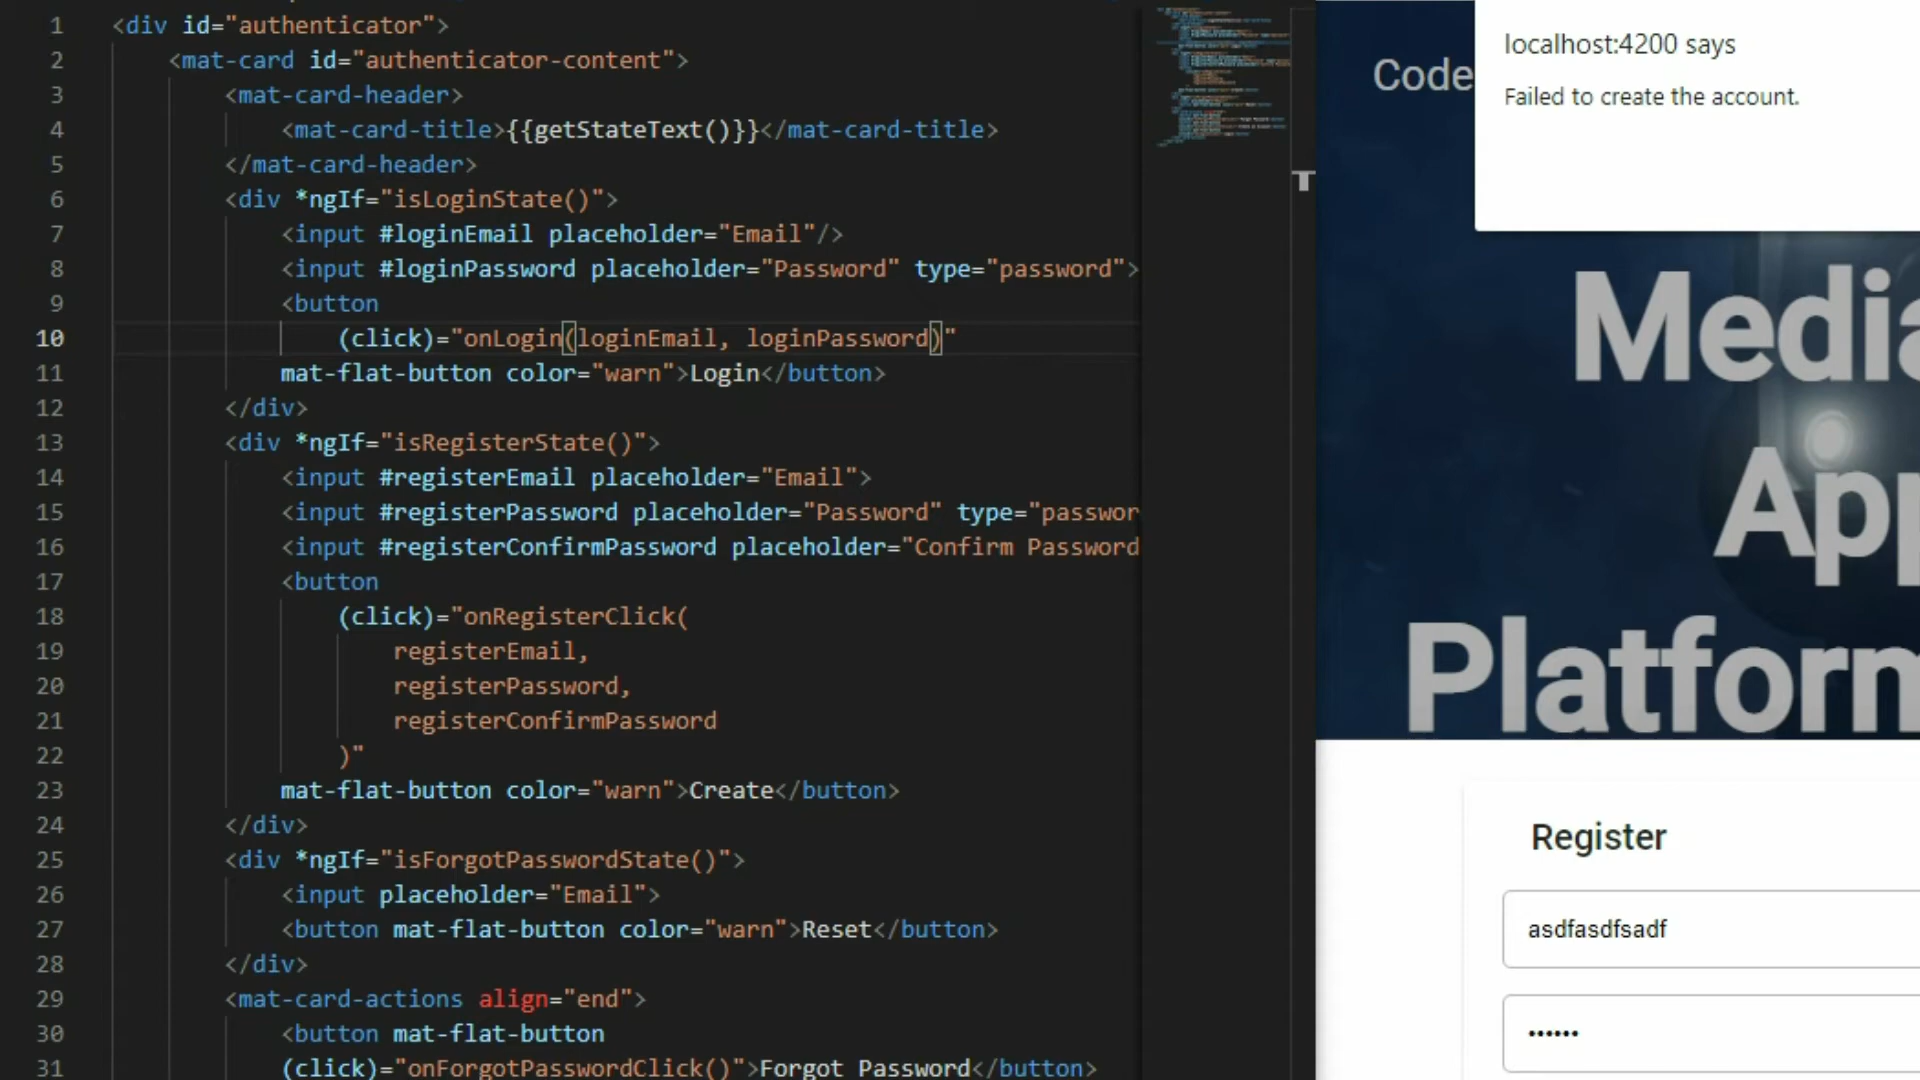 1 <div id="authenticator">
2 <mat-card id="authenticator-content">
3 <mat-card-header>
4 <mat-card-title>{{getStateText()}}</mat-card-title>
5 </mat-card-header>
6 <div *ngIf="isLoginState()">
7 <input #loginEmail placeholder="Email"/>
8 <input #loginPassword placeholder="Password" type="password">
9 <button
10 (click)="onLogin(loginEmail, loginPassword)"
11 mat-flat-button color="warn">Login</button>
12 </div>
13 <div *ngIf="isRegisterState()">
14 <input #registerEmail placeholder="Email">
15 <input #registerPassword placeholder="Password" type="passwor
16 <input #registerConfirmPassword placeholder="Confirm Password
17 <button
18 (click)="onRegisterClick(
19 registerEmail,
20 registerPassword,
21 registerConfirmPassword
22 )"
23 mat-flat-button color="warn">Create</button>
24 </div>
25 <div *ngIf="isForgotPasswordState()">
26 <input placeholder="Email">
27 <button mat-flat-button color="warn">Reset</button>
28 </div>
29 <mat-card-actions align="end">
30 <button mat-flat-button
31 (click)="onForgotPasswordClick()">Forgot Password</button>
Code
localhost:4200 says
Failed to create the account.
Media
App
Platform
Register
asdfasdfsadf
••••••